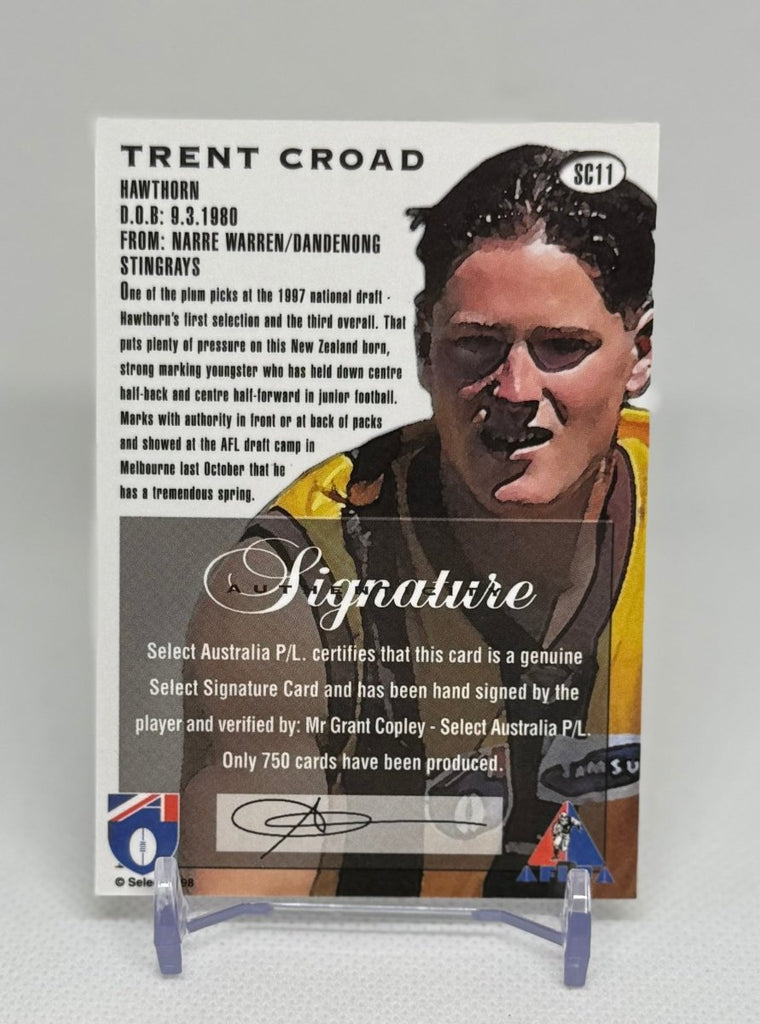 TRENT CROAD
SC11
HAWTHORN
D.O.B: 9.3.1980
FROM: NARRE WARREN/DANDENONG
STINGRAYS
One of the plum picks at the 1997 national draft -
Hawthorn's first selection and the third overall. That
puts plenty of pressure on this New Zealand born,
strong marking youngster who has held down centre
half-back and centre half-forward in junior football.
Marks with authority in front or at back of packs
and showed at the AFL draft camp in
Melbourne last October that he
has a tremendous spring.
Signature
Select Australia P/L. certifies that this card is a genuine
Select Signature Card and has been hand signed by the
player and verified by: Mr Grant Copley - Select Australia P/L.
Only 750 cards have been produced.